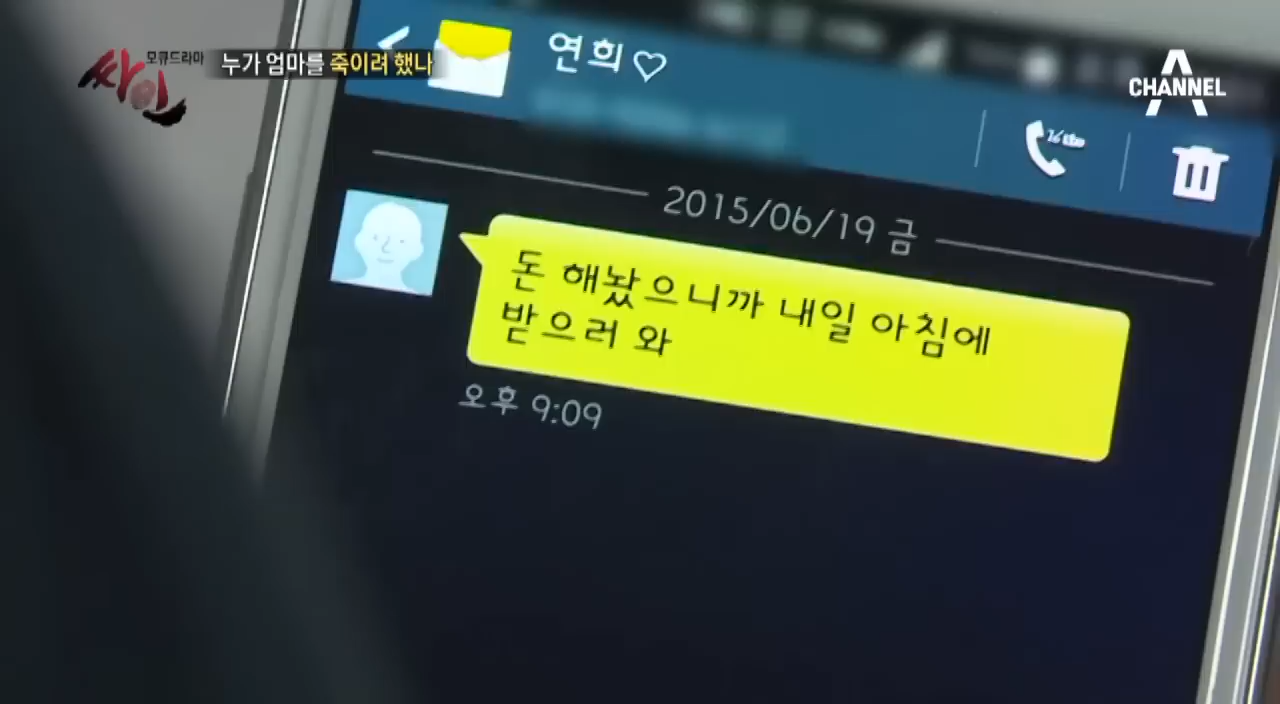 싸인
모큐드라마
누가 엄마를 죽이려 했나
CHANNEL A
연희♡
2015/06/19 금
돈 해놨으니까 내일 아침에
받으러 와
오후 9:09